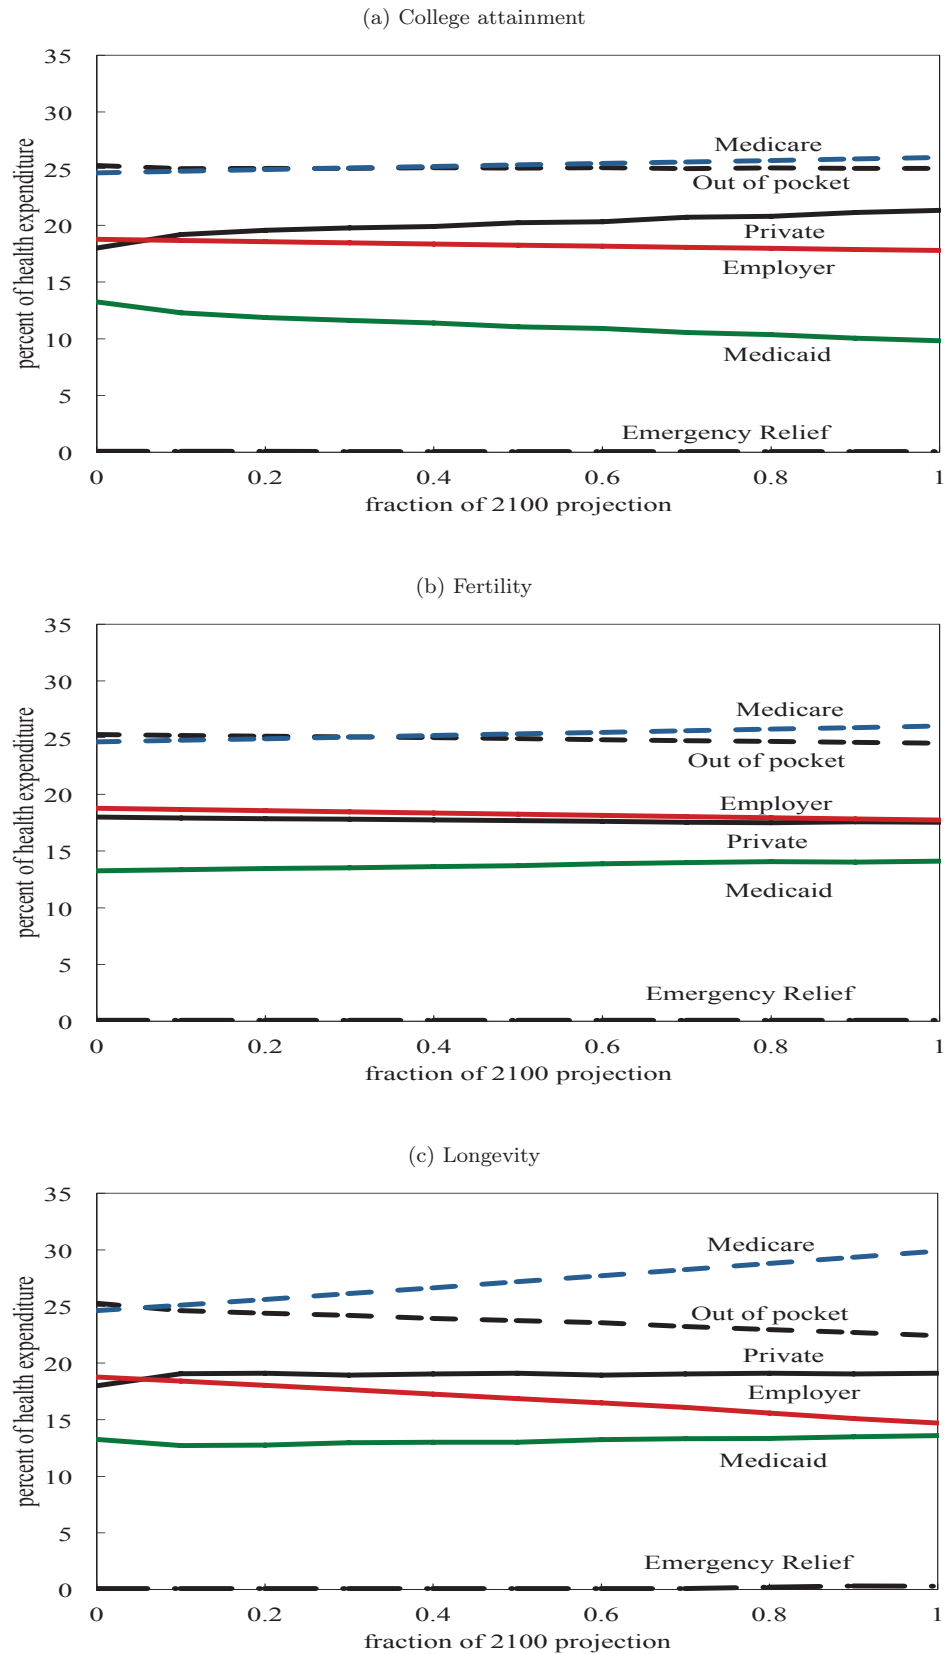 (a) College attainment
percent of health expenditure
35
30
25
20
15
10
5
0
Medicare
Out of pocket
Private
Employer
Medicaid
Emergency Relief
0 0.2 0.4 0.6 0.8 1
fraction of 2100 projection
(b) Fertility
percent of health expenditure
35
30
25
20
15
10
5
0
Medicare
Out of pocket
Employer
Private
Medicaid
Emergency Relief
0 0.2 0.4 0.6 0.8 1
fraction of 2100 projection
(c) Longevity
percent of health expenditure
35
30
25
20
15
10
5
0
Medicare
Out of pocket
Private
Employer
Medicaid
Emergency Relief
0 0.2 0.4 0.6 0.8 1
fraction of 2100 projection